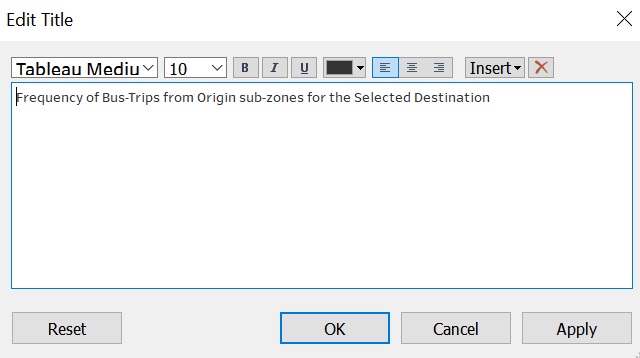 Edit Title
Tableau Mediu 10 B I U Insert
Frequency of Bus-Trips from Origin sub-zones for the Selected Destination
Reset OK Cancel Apply